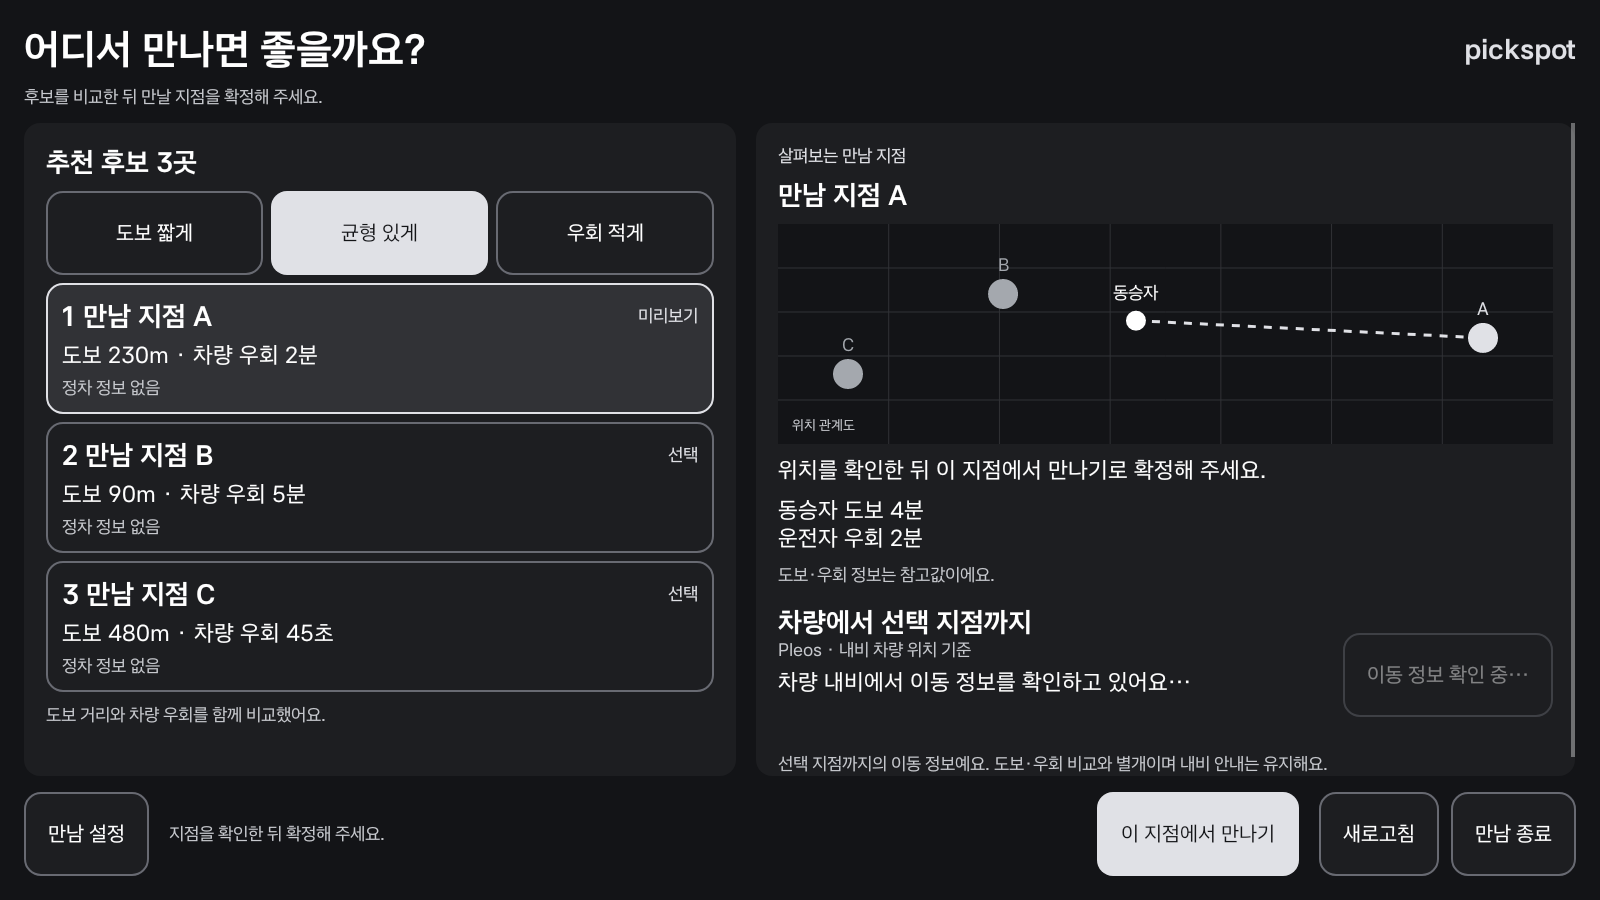 어디서 만나면 좋을까요?
pickspot
후보를 비교한 뒤 만날 지점을 확정해 주세요.
추천 후보 3곳
도보 짧게
균형 있게
우회 적게
1 만남 지점 A
미리보기
도보 230m · 차량 우회 2분
정차 정보 없음
2 만남 지점 B
선택
도보 90m · 차량 우회 5분
정차 정보 없음
3 만남 지점 C
선택
도보 480m · 차량 우회 45초
정차 정보 없음
도보 거리와 차량 우회를 함께 비교했어요.
살펴보는 만남 지점
만남 지점 A
B
동승자
A
C
위치 관계도
위치를 확인한 뒤 이 지점에서 만나기로 확정해 주세요.
동승자 도보 4분
운전자 우회 2분
도보·우회 정보는 참고값이에요.
차량에서 선택 지점까지
Pleos · 내비 차량 위치 기준
차량 내비에서 이동 정보를 확인하고 있어요…
이동 정보 확인 중…
선택 지점까지의 이동 정보예요. 도보·우회 비교와 별개이며 내비 안내는 유지해요.
만남 설정
지점을 확인한 뒤 확정해 주세요.
이 지점에서 만나기
새로고침
만남 종료